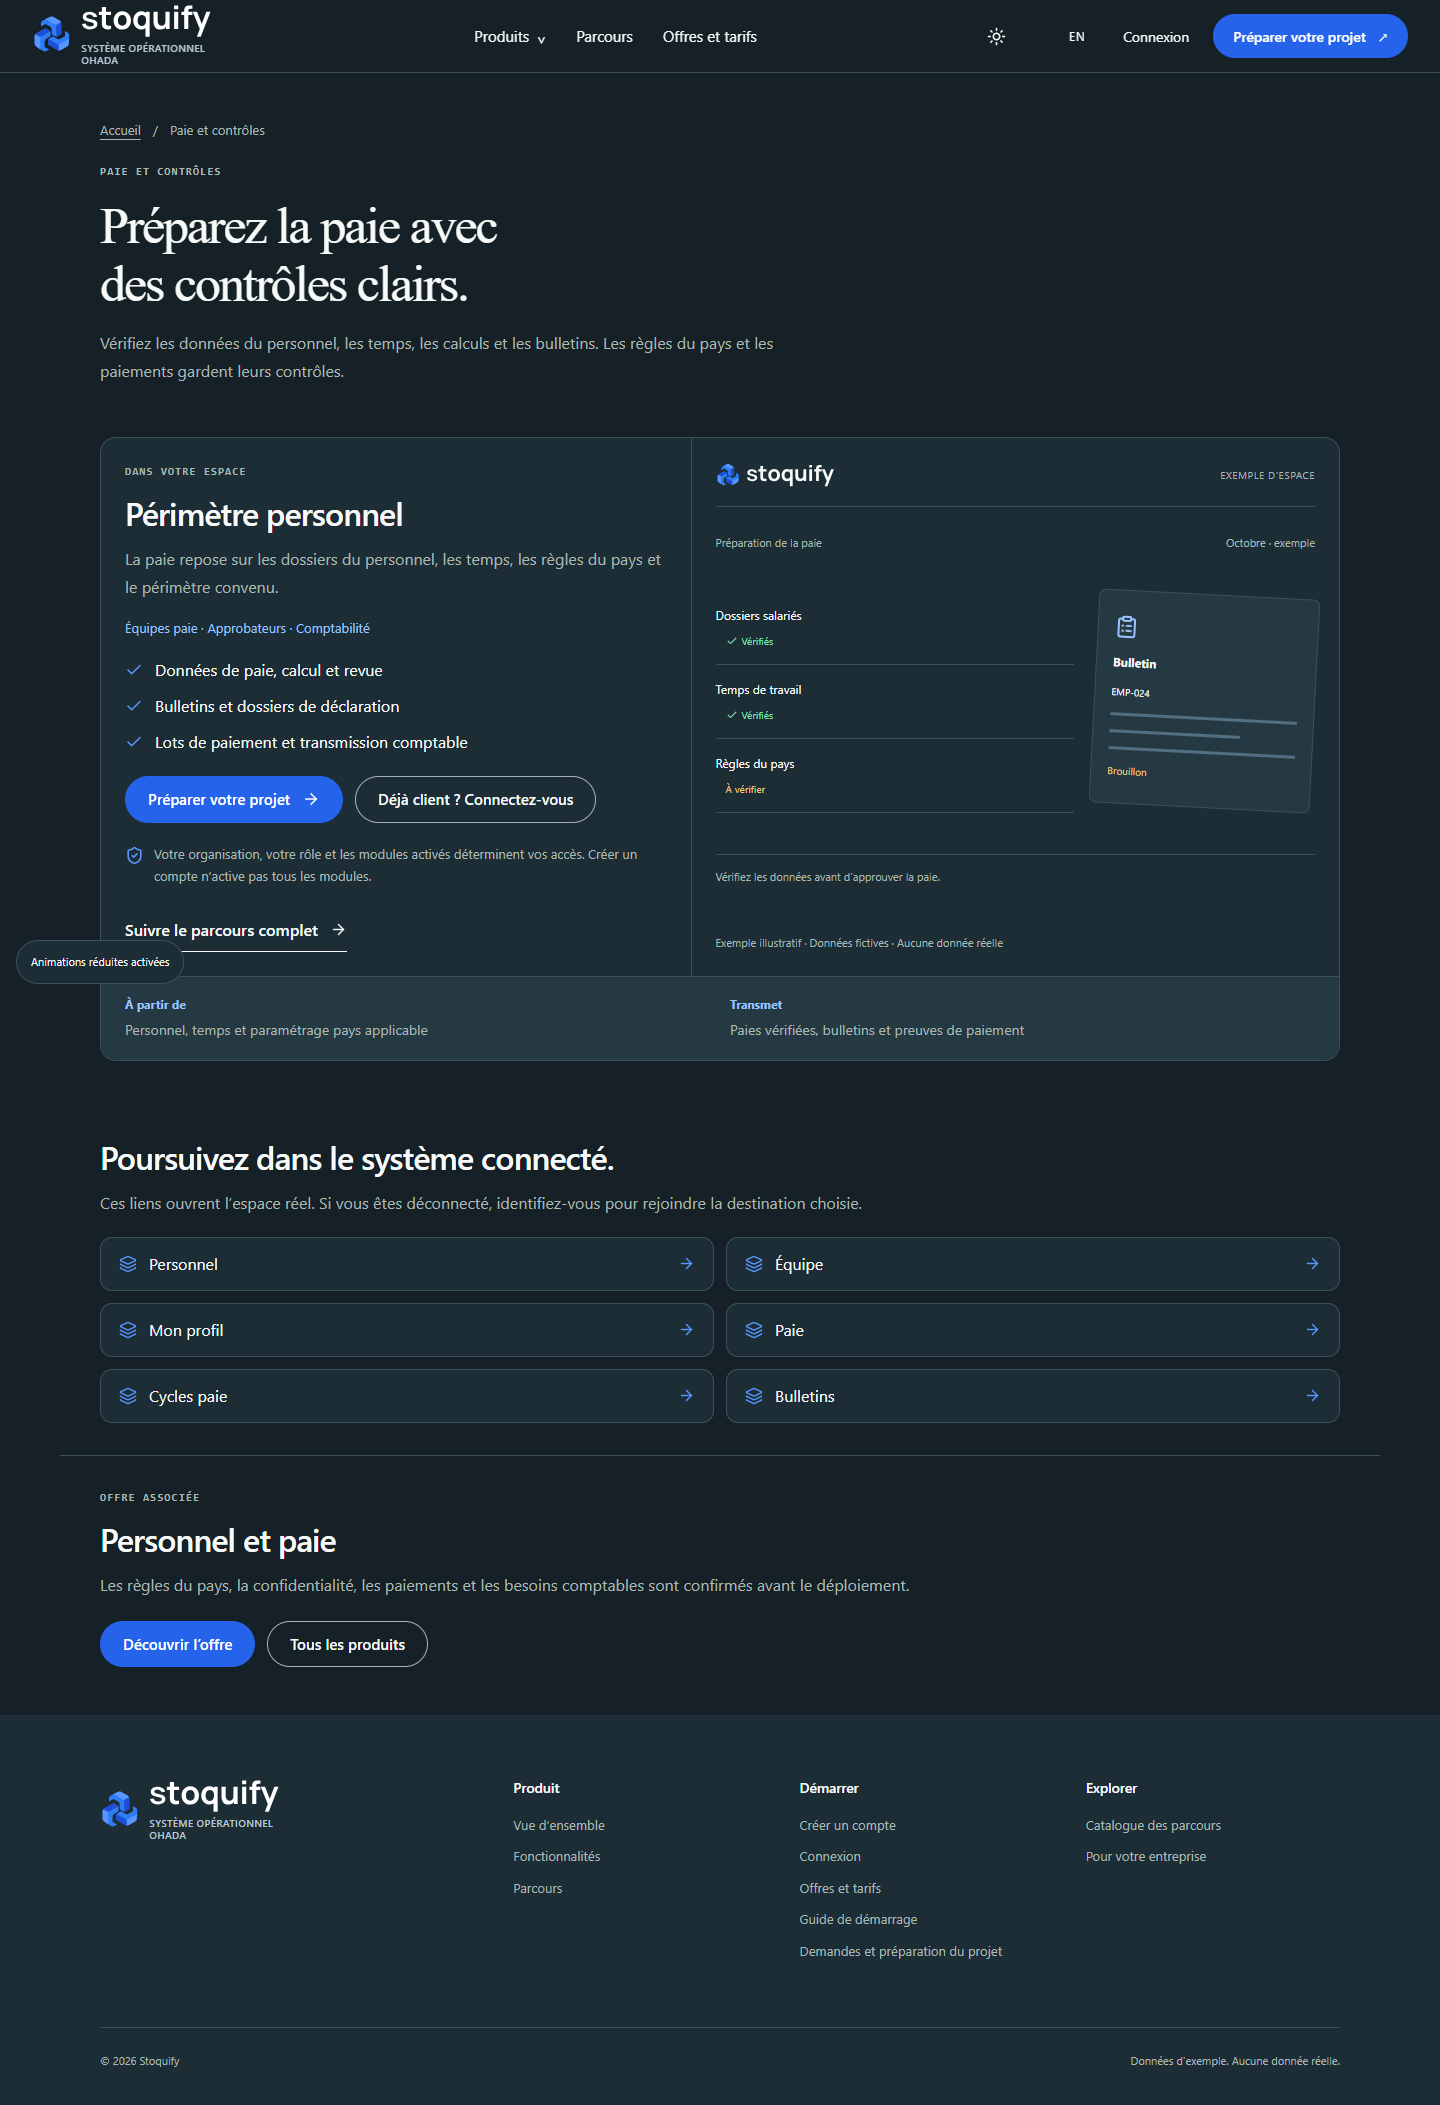 stoquify
SYSTÈME OPÉRATIONNEL
OHADA
Produits
Parcours
Offres et tarifs
EN
Connexion
Préparer votre projet ↗
Accueil / Paie et contrôles
PAIE ET CONTRÔLES
Préparez la paie avec
des contrôles clairs.
Vérifiez les données du personnel, les temps, les calculs et les bulletins. Les règles du pays et les
paiements gardent leurs contrôles.
DANS VOTRE ESPACE
Périmètre personnel
La paie repose sur les dossiers du personnel, les temps, les règles du pays et
le périmètre convenu.
Équipes paie · Approbateurs · Comptabilité
Données de paie, calcul et revue
Bulletins et dossiers de déclaration
Lots de paiement et transmission comptable
Préparer votre projet →
Déjà client ? Connectez-vous
Votre organisation, votre rôle et les modules activés déterminent vos accès. Créer un
compte n’active pas tous les modules.
Suivre le parcours complet →
Animations réduites activées
stoquify
EXEMPLE D’ESPACE
Préparation de la paie
Octobre · exemple
Dossiers salariés
Vérifiés
Temps de travail
Vérifiés
Règles du pays
À vérifier
Bulletin
EMP-024
Brouillon
Vérifiez les données avant d’approuver la paie.
Exemple illustratif · Données fictives · Aucune donnée réelle
À partir de
Personnel, temps et paramétrage pays applicable
Transmet
Paies vérifiées, bulletins et preuves de paiement
Poursuivez dans le système connecté.
Ces liens ouvrent l’espace réel. Si vous êtes déconnecté, identifiez-vous pour rejoindre la destination choisie.
Personnel
Équipe
Mon profil
Paie
Cycles paie
Bulletins
OFFRE ASSOCIÉE
Personnel et paie
Les règles du pays, la confidentialité, les paiements et les besoins comptables sont confirmés avant le déploiement.
Découvrir l’offre
Tous les produits
stoquify
SYSTÈME OPÉRATIONNEL
OHADA
Produit
Vue d’ensemble
Fonctionnalités
Parcours
Démarrer
Créer un compte
Connexion
Offres et tarifs
Guide de démarrage
Demandes et préparation du projet
Explorer
Catalogue des parcours
Pour votre entreprise
© 2026 Stoquify
Données d’exemple. Aucune donnée réelle.